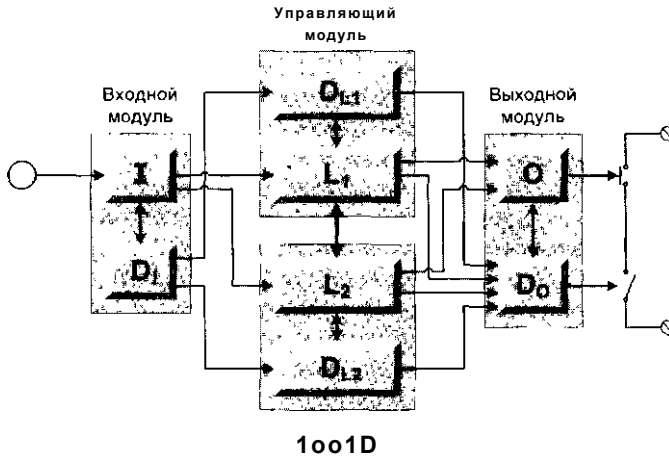 Управляющий
модуль
Входной
модуль
Выходной
модуль
D_L1
I
L_1
O
D_I
L_2
D_O
D_L2
1oo1D